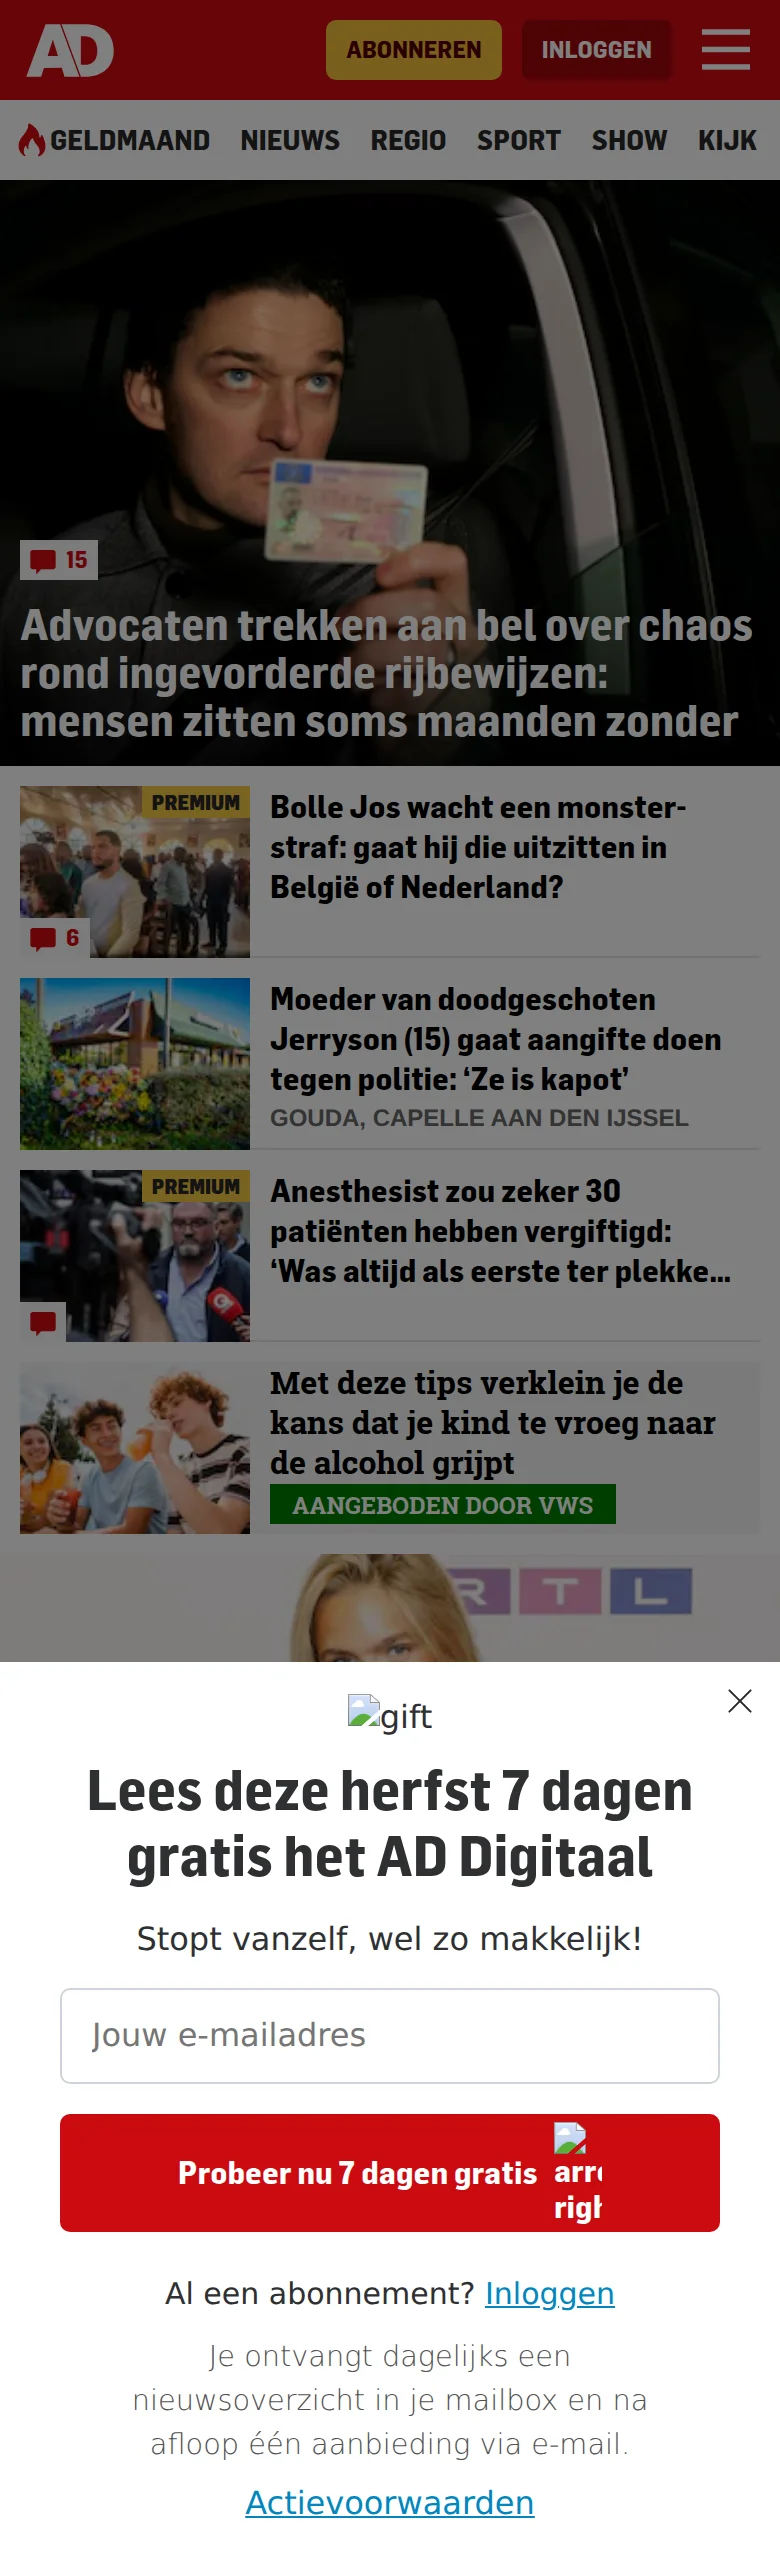 AD
ABONNEREN
INLOGGEN
GELDMAAND NIEUWS REGIO SPORT SHOW KIJK
15
Advocaten trekken aan bel over chaos
rond ingevorderde rijbewijzen:
mensen zitten soms maanden zonder
PREMIUM
6
Bolle Jos wacht een monster-
straf: gaat hij die uitzitten in
België of Nederland?
Moeder van doodgeschoten
Jerryson (15) gaat aangifte doen
tegen politie: ‘Ze is kapot’
GOUDA, CAPELLE AAN DEN IJSSEL
PREMIUM
Anesthesist zou zeker 30
patiënten hebben vergiftigd:
‘Was altijd als eerste ter plekke...
Met deze tips verklein je de
kans dat je kind te vroeg naar
de alcohol grijpt
AANGEBODEN DOOR VWS
RTL
gift
Lees deze herfst 7 dagen
gratis het AD Digitaal
Stopt vanzelf, wel zo makkelijk!
Jouw e-mailadres
Probeer nu 7 dagen gratis
Al een abonnement? Inloggen
Je ontvangt dagelijks een
nieuwsoverzicht in je mailbox en na
afloop één aanbieding via e-mail.
Actievoorwaarden